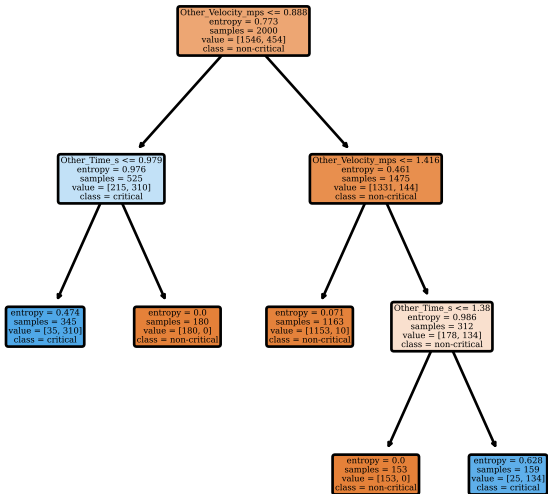 Other_Velocity_mps <= 0.888
entropy = 0.773
samples = 2000
value = [1546, 454]
class = non-critical
Other_Time_s <= 0.979
entropy = 0.976
samples = 525
value = [215, 310]
class = critical
Other_Velocity_mps <= 1.416
entropy = 0.461
samples = 1475
value = [1331, 144]
class = non-critical
entropy = 0.474
samples = 345
value = [35, 310]
class = critical
entropy = 0.0
samples = 180
value = [180, 0]
class = non-critical
entropy = 0.071
samples = 1163
value = [1153, 10]
class = non-critical
Other_Time_s <= 1.38
entropy = 0.986
samples = 312
value = [178, 134]
class = non-critical
entropy = 0.0
samples = 153
value = [153, 0]
class = non-critical
entropy = 0.628
samples = 159
value = [25, 134]
class = critical